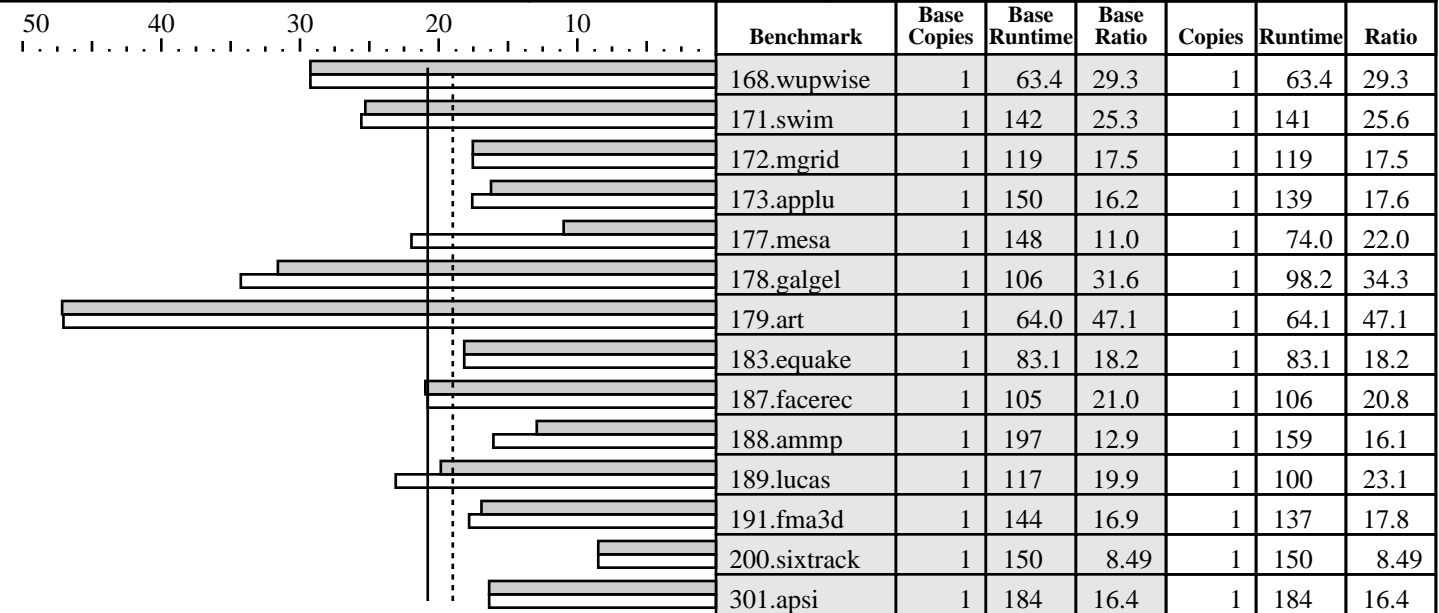 50 40 30 20 10
Benchmark Base Copies Base Runtime Base Ratio Copies Runtime Ratio
168.wupwise 1 63.4 29.3 1 63.4 29.3
171.swim 1 142 25.3 1 141 25.6
172.mgrid 1 119 17.5 1 119 17.5
173.applu 1 150 16.2 1 139 17.6
177.mesa 1 148 11.0 1 74.0 22.0
178.galgel 1 106 31.6 1 98.2 34.3
179.art 1 64.0 47.1 1 64.1 47.1
183.equake 1 83.1 18.2 1 83.1 18.2
187.facerec 1 105 21.0 1 106 20.8
188.ammp 1 197 12.9 1 159 16.1
189.lucas 1 117 19.9 1 100 23.1
191.fma3d 1 144 16.9 1 137 17.8
200.sixtrack 1 150 8.49 1 150 8.49
301.apsi 1 184 16.4 1 184 16.4